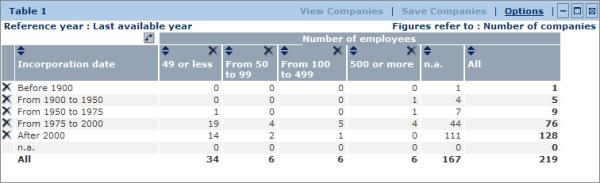 Table 1 View Companies | Save Companies | Options
Reference year : Last available year Figures refer to : Number of companies
Number of employees
Incorporation date 49 or less From 50 to 99 From 100 to 499 500 or more n.a. All
Before 1900 0 0 0 0 1 1
From 1900 to 1950 0 0 0 1 4 5
From 1950 to 1975 1 0 0 1 7 9
From 1975 to 2000 19 4 5 4 44 76
After 2000 14 2 1 0 111 128
n.a. 0 0 0 0 0 0
All 34 6 6 6 167 219